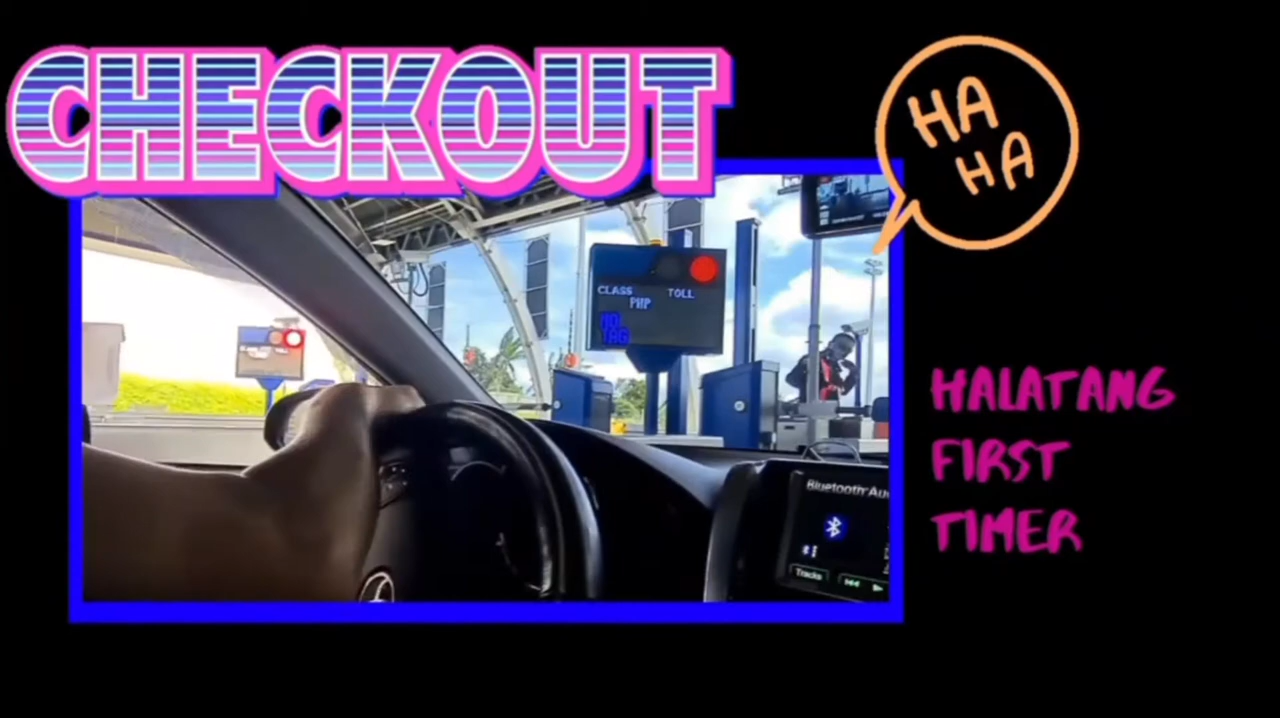 CHECKOUT
HA
HA
CLASS TOLL
PHP
NO
TAG
HALATANG
FIRST
TIMER
Bluetooth Au
Tracks